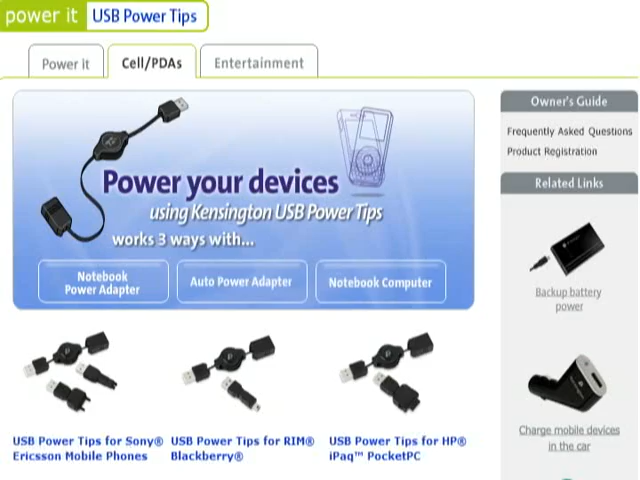 power it USB Power Tips
Power it Cell/PDAs Entertainment
Power your devices
using Kensington USB Power Tips
works 3 ways with...
Notebook
Power Adapter
Auto Power Adapter
Notebook Computer
USB Power Tips for Sony®
Ericsson Mobile Phones
USB Power Tips for RIM®
Blackberry®
USB Power Tips for HP®
iPaq™ PocketPC
Owner's Guide
Frequently Asked Questions
Product Registration
Related Links
Backup battery
power
Charge mobile devices
in the car